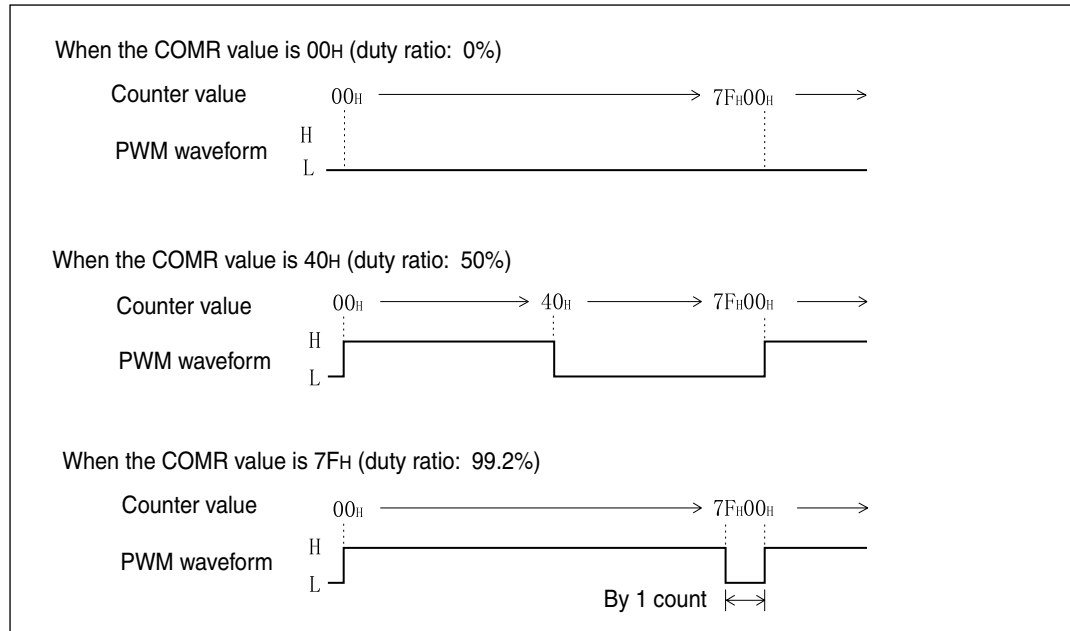 When the COMR value is 00H (duty ratio: 0%)
Counter value 00H 7FH00H
H
PWM waveform
L
When the COMR value is 40H (duty ratio: 50%)
Counter value 00H 40H 7FH00H
H
PWM waveform
L
When the COMR value is 7FH (duty ratio: 99.2%)
Counter value 00H 7FH00H
H
PWM waveform
L
By 1 count